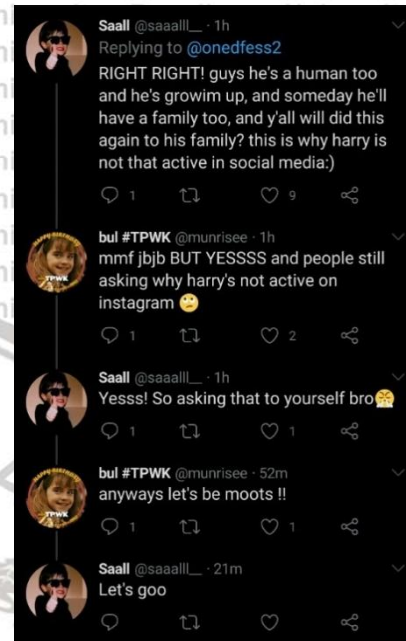 Saall @saaalll__ · 1h
Replying to @onedfess2
RIGHT RIGHT! guys he's a human too
and he's growim up, and someday he'll
have a family too, and y'all will did this
again to his family? this is why harry is
not that active in social media:)
1 9
bul #TPWK @munrisee · 1h
mmf jbjb BUT YESSSS and people still
asking why harry's not active on
instagram 🙄
1 2
Saall @saaalll__ · 1h
Yesss! So asking that to yourself bro😤
1 1
bul #TPWK @munrisee · 52m
anyways let's be moots !!
1 1
Saall @saaalll__ · 21m
Let's goo